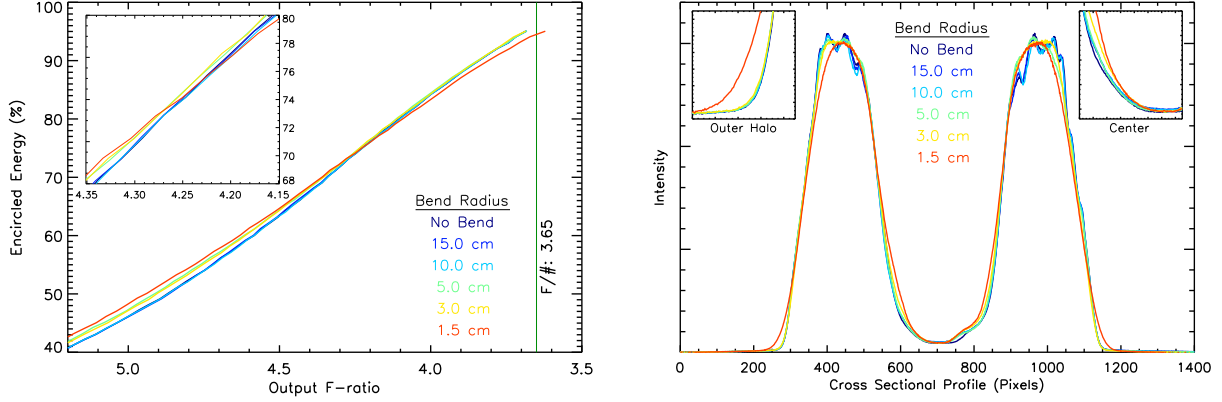 100
90
80
70
60
50
40
Encircled Energy (%)
5.0
4.5
4.0
3.5
Output F-ratio
80
78
76
74
72
70
68
4.35
4.30
4.25
4.20
4.15
Bend Radius
No Bend
15.0 cm
10.0 cm
5.0 cm
3.0 cm
1.5 cm
F/#: 3.65
Intensity
Outer Halo
Bend Radius
No Bend
15.0 cm
10.0 cm
5.0 cm
3.0 cm
1.5 cm
Center
0
200
400
600
800
1000
1200
1400
Cross Sectional Profile (Pixels)